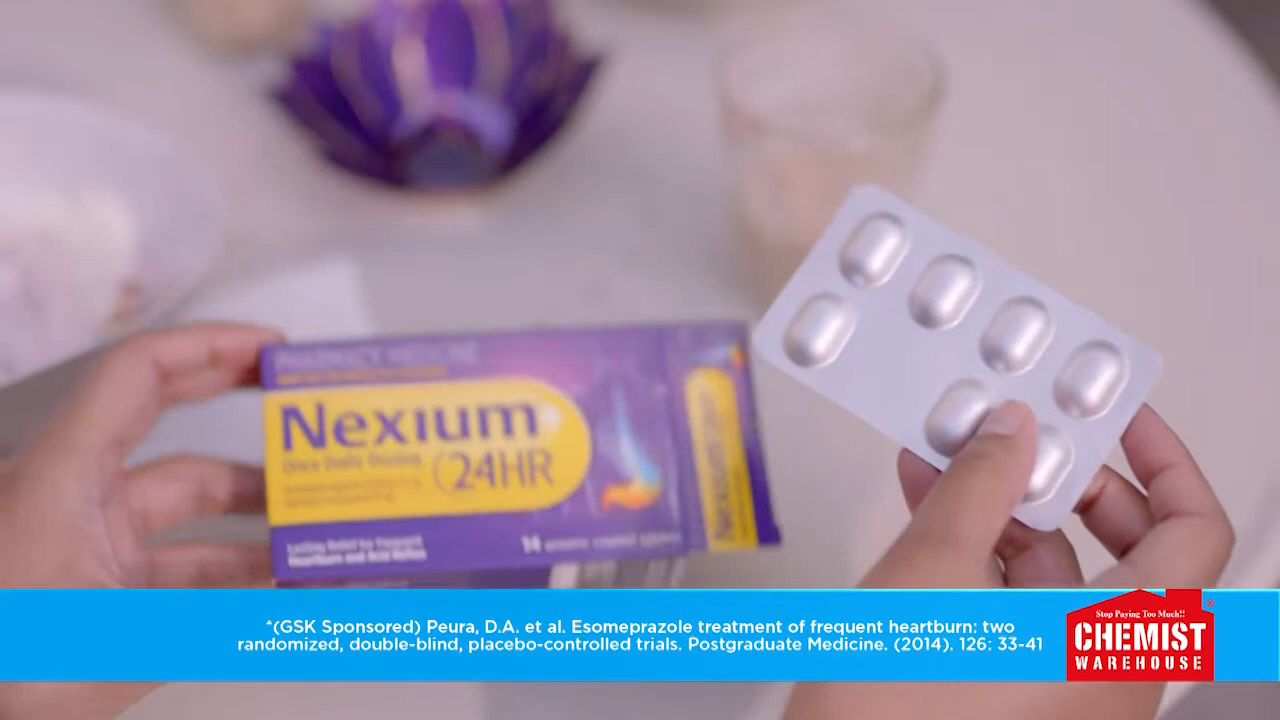 PHARMACY MEDICINE
Nexium
Once Daily Dosing
24HR
Lasting Relief for Frequent
Heartburn and Acid Reflux
14
Nexium
*(GSK Sponsored) Peura, D.A. et al. Esomeprazole treatment of frequent heartburn: two
randomized, double-blind, placebo-controlled trials. Postgraduate Medicine. (2014). 126: 33-41
Stop Paying Too Much!!
CHEMIST
WAREHOUSE
®